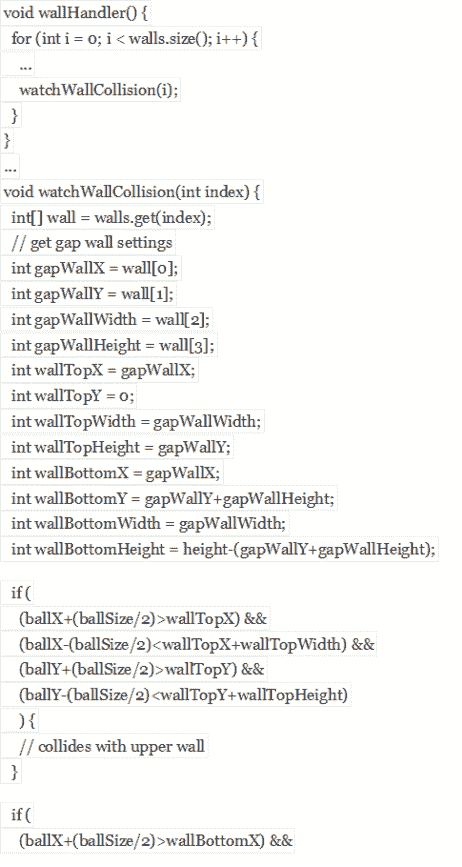 void wallHandler() {
  for (int i = 0; i < walls.size(); i++) {
    ...
    watchWallCollision(i);
  }
}
...
void watchWallCollision(int index) {
  int[] wall = walls.get(index);
  // get gap wall settings
  int gapWallX = wall[0];
  int gapWallY = wall[1];
  int gapWallWidth = wall[2];
  int gapWallHeight = wall[3];
  int wallTopX = gapWallX;
  int wallTopY = 0;
  int wallTopWidth = gapWallWidth;
  int wallTopHeight = gapWallY;
  int wallBottomX = gapWallX;
  int wallBottomY = gapWallY+gapWallHeight;
  int wallBottomWidth = gapWallWidth;
  int wallBottomHeight = height-(gapWallY+gapWallHeight);

  if (
    (ballX+(ballSize/2)>wallTopX) &&
    (ballX-(ballSize/2)<wallTopX+wallTopWidth) &&
    (ballY+(ballSize/2)>wallTopY) &&
    (ballY-(ballSize/2)<wallTopY+wallTopHeight)
    ) {
    // collides with upper wall
  }

  if (
    (ballX+(ballSize/2)>wallBottomX) &&